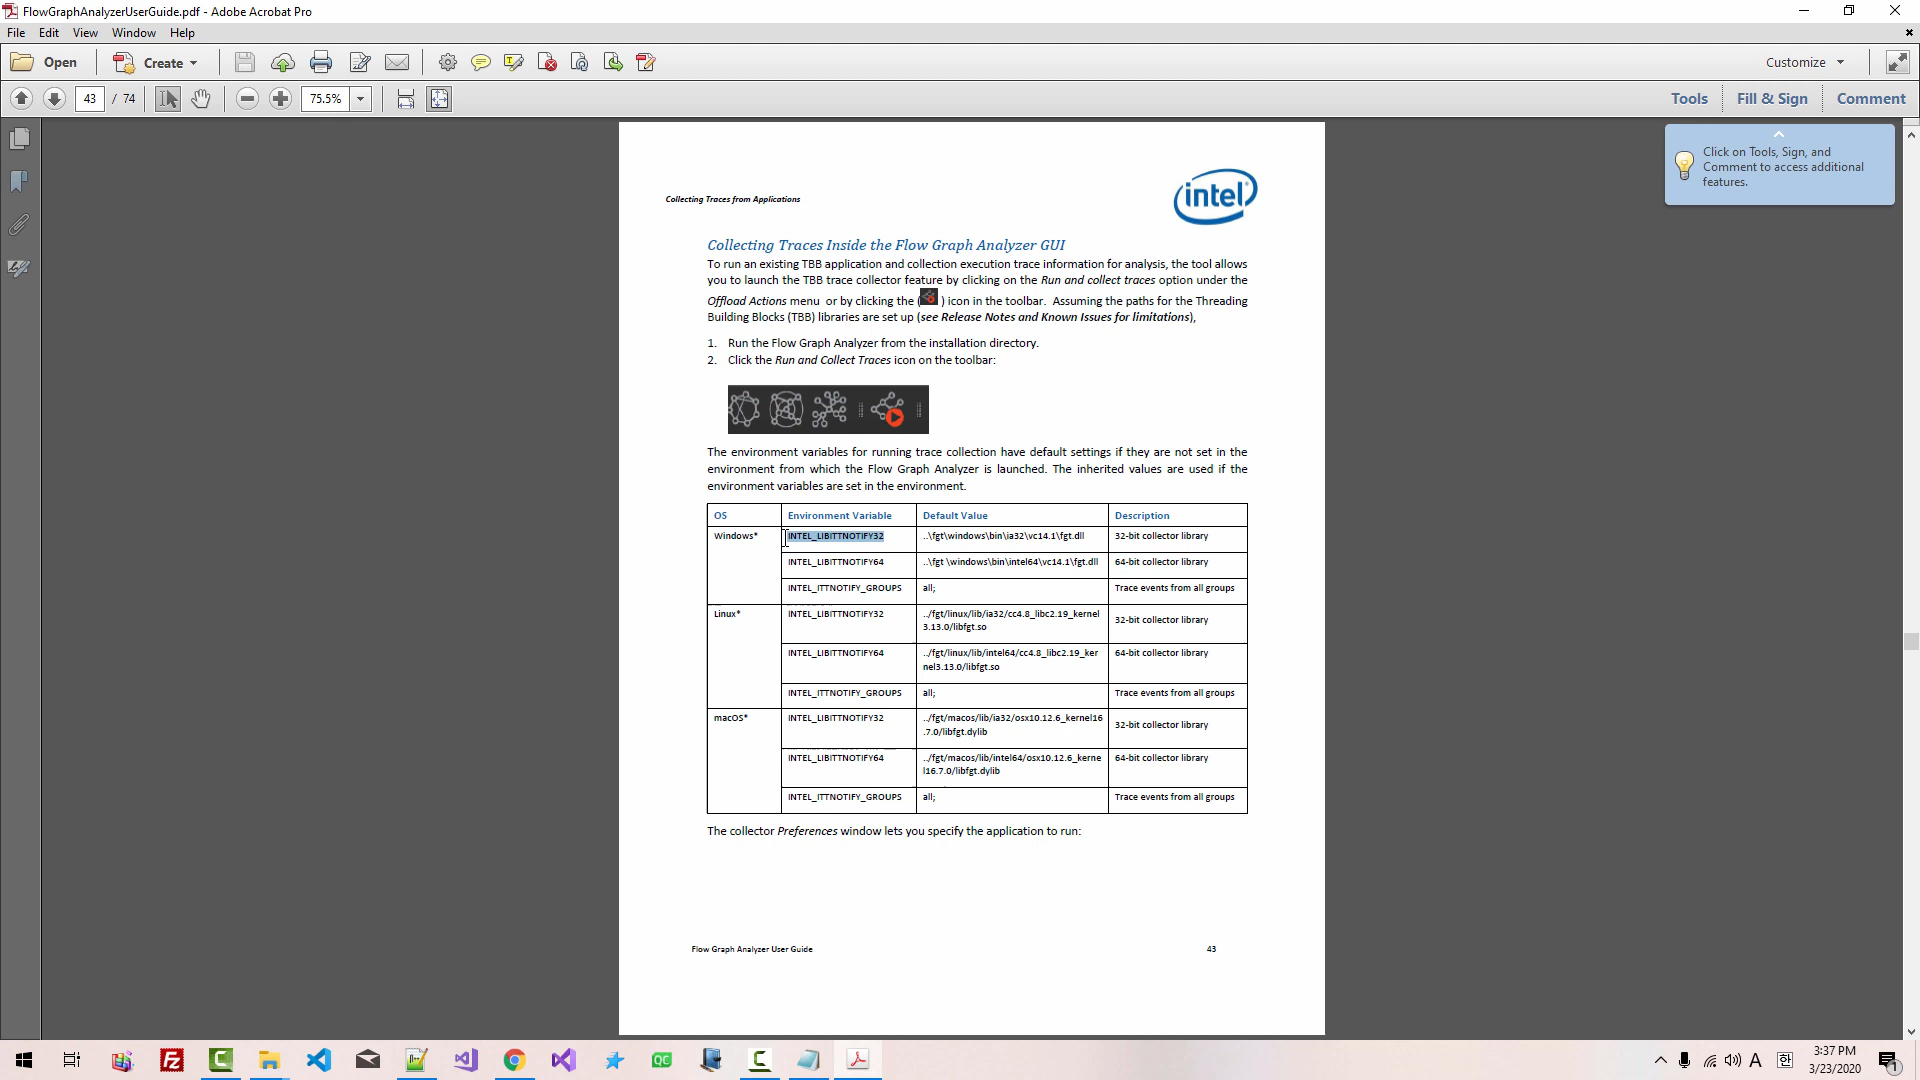 FlowGraphAnalyzerUserGuide.pdf - Adobe Acrobat Pro
File Edit View Window Help
Open Create Customize
43 / 74 75.5% Tools Fill & Sign Comment
Click on Tools, Sign, and
Comment to access additional
features.
intel
Collecting Traces from Applications
Collecting Traces Inside the Flow Graph Analyzer GUI
To run an existing TBB application and collection execution trace information for analysis, the tool allows
you to launch the TBB trace collector feature by clicking on the Run and collect traces option under the
Offload Actions menu or by clicking the ( ) icon in the toolbar. Assuming the paths for the Threading
Building Blocks (TBB) libraries are set up (see Release Notes and Known Issues for limitations),
1. Run the Flow Graph Analyzer from the installation directory.
2. Click the Run and Collect Traces icon on the toolbar:
The environment variables for running trace collection have default settings if they are not set in the
environment from which the Flow Graph Analyzer is launched. The inherited values are used if the
environment variables are set in the environment.
OS Environment Variable Default Value Description
Windows* INTEL_LIBITTNOTIFY32 ..\fgt\windows\bin\ia32\vc14.1\fgt.dll 32-bit collector library
INTEL_LIBITTNOTIFY64 ..\fgt \windows\bin\intel64\vc14.1\fgt.dll 64-bit collector library
INTEL_ITTNOTIFY_GROUPS all; Trace events from all groups
Linux* INTEL_LIBITTNOTIFY32 ../fgt/linux/lib/ia32/cc4.8_libc2.19_kernel
3.13.0/libfgt.so 32-bit collector library
INTEL_LIBITTNOTIFY64 ../fgt/linux/lib/intel64/cc4.8_libc2.19_ker
nel3.13.0/libfgt.so 64-bit collector library
INTEL_ITTNOTIFY_GROUPS all; Trace events from all groups
macOS* INTEL_LIBITTNOTIFY32 ../fgt/macos/lib/ia32/osx10.12.6_kernel16
.7.0/libfgt.dylib 32-bit collector library
INTEL_LIBITTNOTIFY64 ../fgt/macos/lib/intel64/osx10.12.6_kerne
l16.7.0/libfgt.dylib 64-bit collector library
INTEL_ITTNOTIFY_GROUPS all; Trace events from all groups
The collector Preferences window lets you specify the application to run:
Flow Graph Analyzer User Guide 43
A 한 3:37 PM
3/23/2020 1